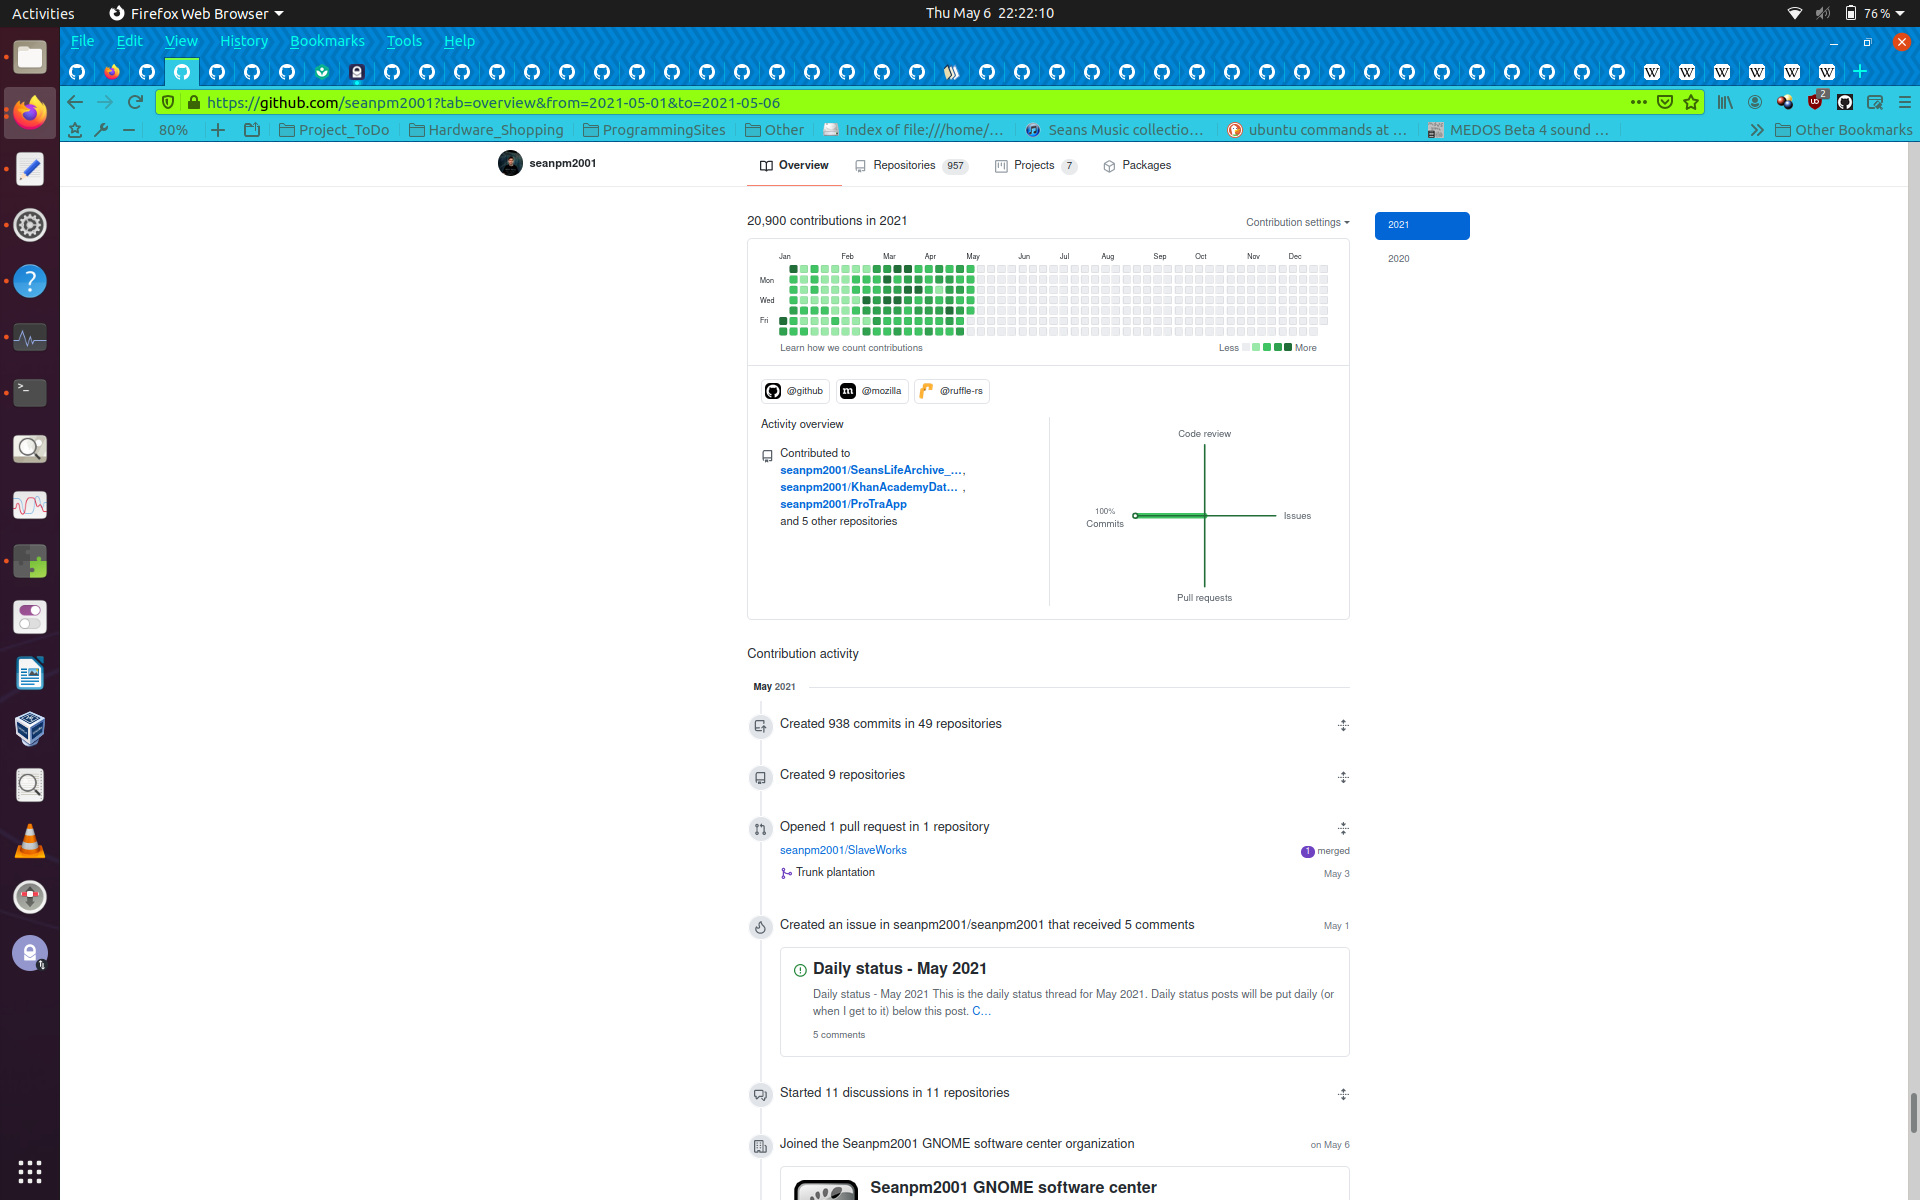 Activities
Firefox Web Browser
Thu May 6 22:22:10
76 %
File Edit View History Bookmarks Tools Help
https://github.com/seanpm2001?tab=overview&from=2021-05-01&to=2021-05-06
2
80%
Project_ToDo
Hardware_Shopping
ProgrammingSites
Other
Index of file:///home/...
Seans Music collectio...
ubuntu commands at ...
MEDOS Beta 4 sound ...
Other Bookmarks
seanpm2001
Overview
Repositories 957
Projects 7
Packages
20,900 contributions in 2021
Contribution settings
2021
2020
Jan Feb Mar Apr May Jun Jul Aug Sep Oct Nov Dec
Mon
Wed
Fri
Learn how we count contributions
Less More
@github
@mozilla
@ruffle-rs
Activity overview
Contributed to
seanpm2001/SeansLifeArchive_...,
seanpm2001/KhanAcademyDat... ,
seanpm2001/ProTraApp
and 5 other repositories
Code review
100%
Commits
Issues
Pull requests
Contribution activity
May 2021
Created 938 commits in 49 repositories
Created 9 repositories
Opened 1 pull request in 1 repository
seanpm2001/SlaveWorks
1 merged
Trunk plantation
May 3
Created an issue in seanpm2001/seanpm2001 that received 5 comments
May 1
Daily status - May 2021
Daily status - May 2021 This is the daily status thread for May 2021. Daily status posts will be put daily (or
when I get to it) below this post. C...
5 comments
Started 11 discussions in 11 repositories
Joined the Seanpm2001 GNOME software center organization
on May 6
Seanpm2001 GNOME software center